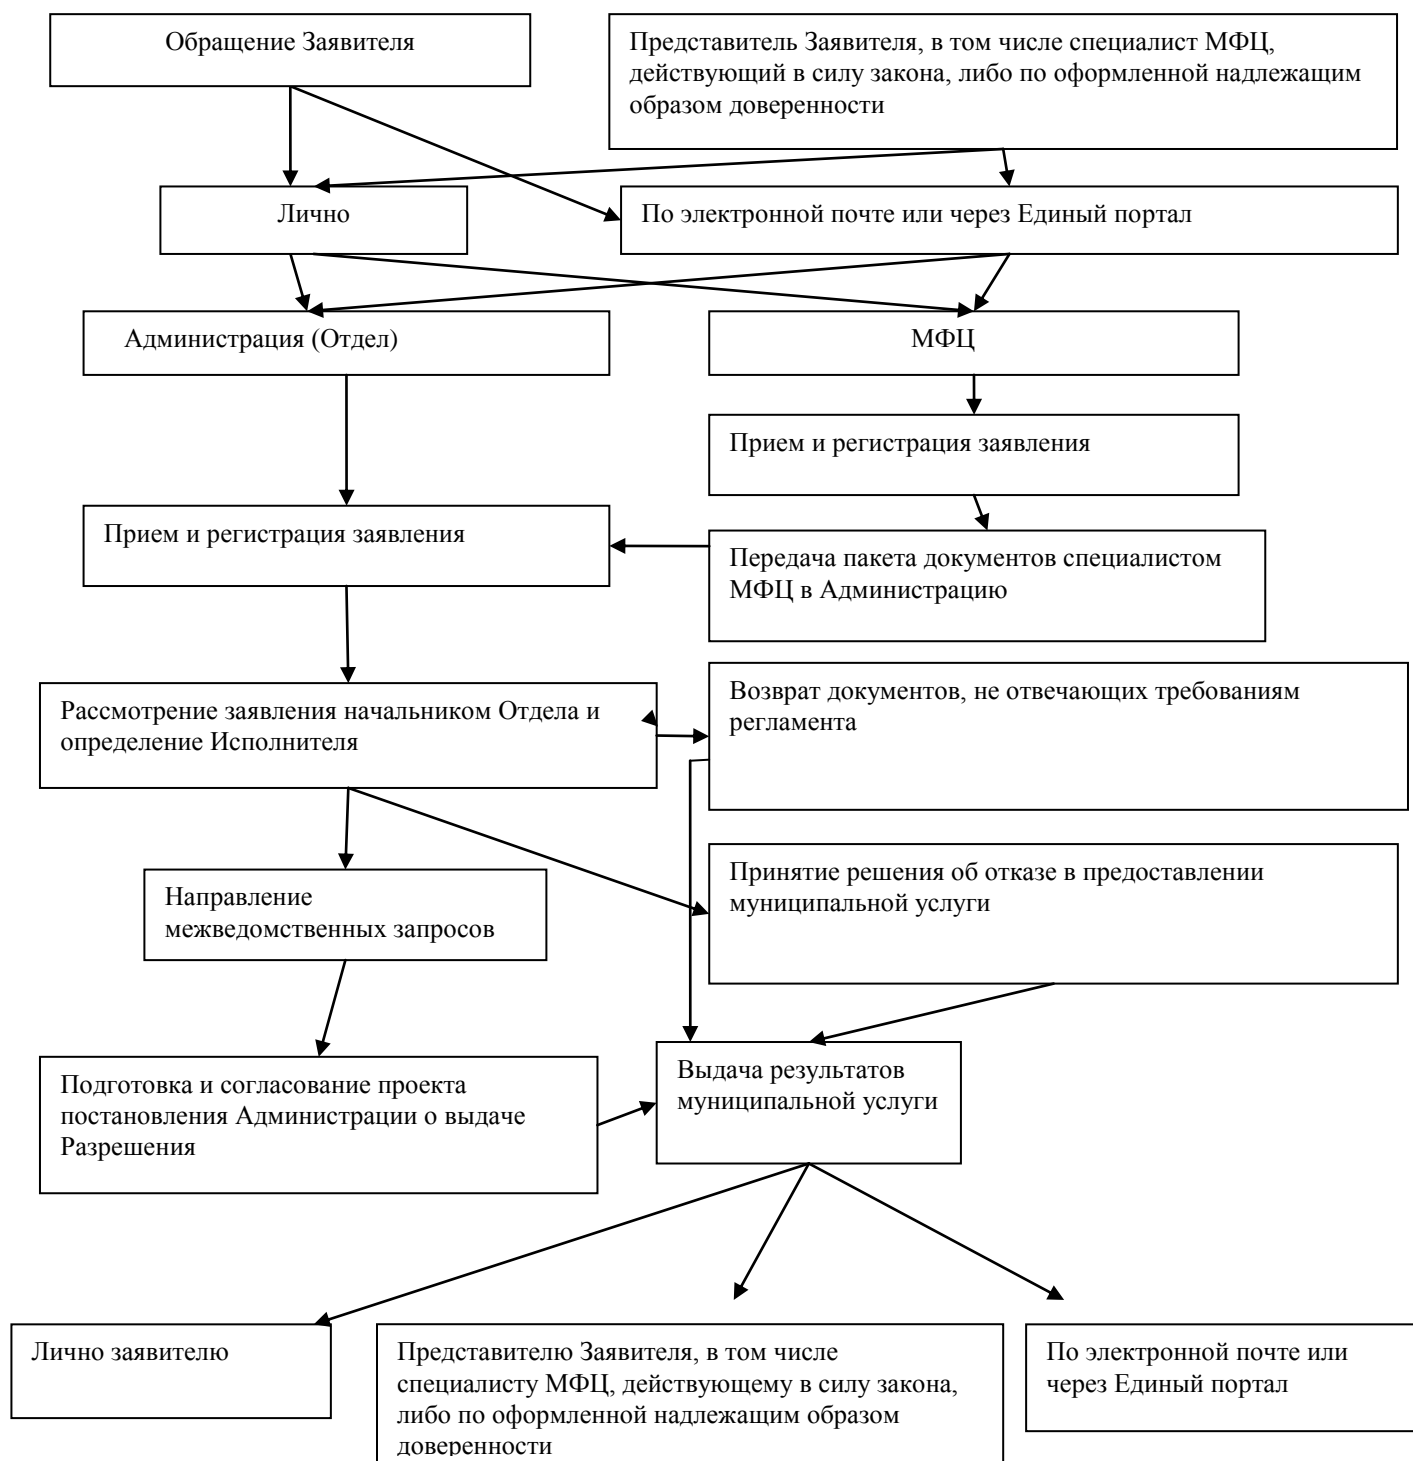 Обращение Заявителя
Представитель Заявителя, в том числе специалист МФЦ,
действующий в силу закона, либо по оформленной надлежащим
образом доверенности
Лично
По электронной почте или через Единый портал
Администрация (Отдел)
МФЦ
Прием и регистрация заявления
Прием и регистрация заявления
Передача пакета документов специалистом
МФЦ в Администрацию
Рассмотрение заявления начальником Отдела и
определение Исполнителя
Возврат документов, не отвечающих требованиям
регламента
Направление
межведомственных запросов
Принятие решения об отказе в предоставлении
муниципальной услуги
Подготовка и согласование проекта
постановления Администрации о выдаче
Разрешения
Выдача результатов
муниципальной услуги
Лично заявителю
Представителю Заявителя, в том числе
специалисту МФЦ, действующему в силу закона,
либо по оформленной надлежащим образом
доверенности
По электронной почте или
через Единый портал